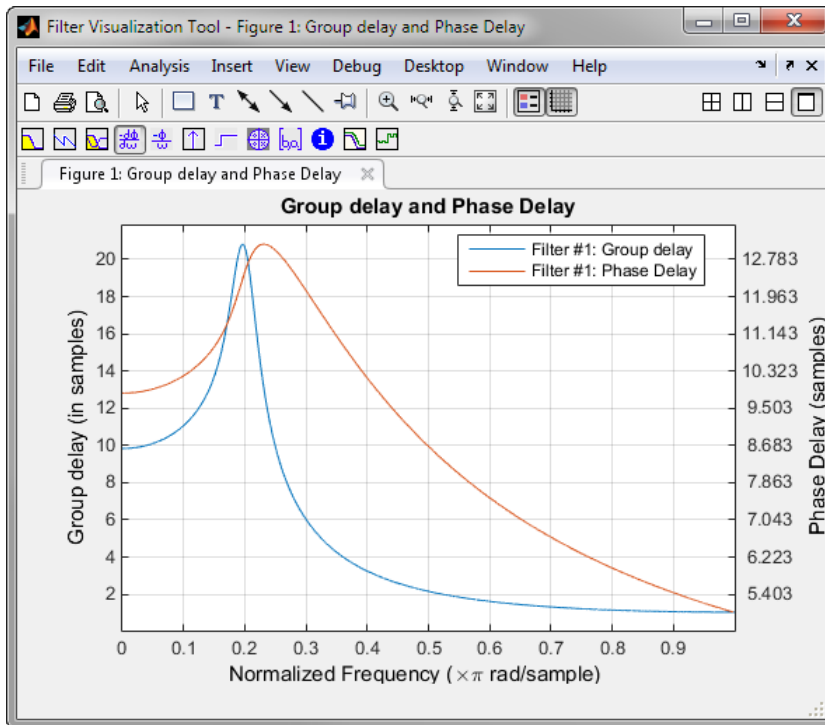 Filter Visualization Tool - Figure 1: Group delay and Phase Delay
File Edit Analysis Insert View Debug Desktop Window Help
Figure 1: Group delay and Phase Delay
Group delay and Phase Delay
Filter #1: Group delay
Filter #1: Phase Delay
Group delay (in samples)
20
18
16
14
12
10
8
6
4
2
12.783
11.963
11.143
10.323
9.503
8.683
7.863
7.043
6.223
5.403
Phase Delay (samples)
0 0.1 0.2 0.3 0.4 0.5 0.6 0.7 0.8 0.9
Normalized Frequency (×π rad/sample)